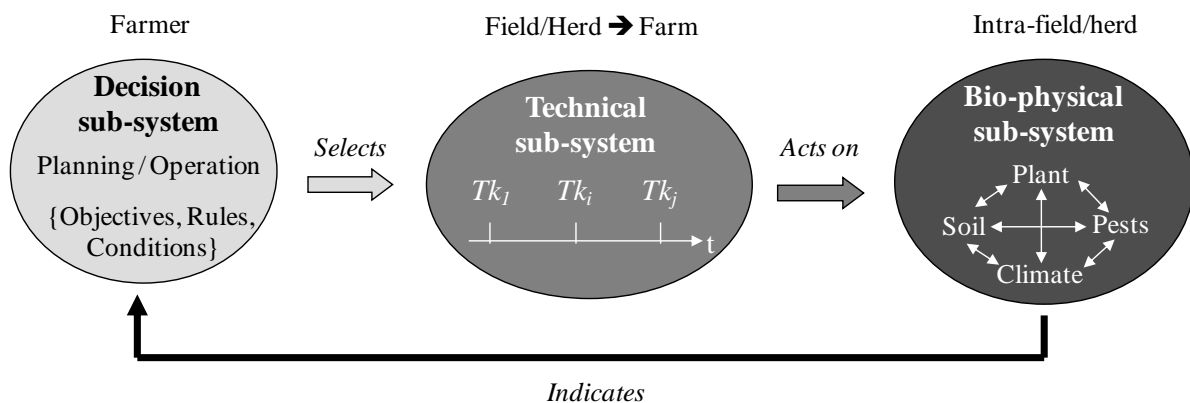 Farmer
Field/Herd ➔ Farm
Intra-field/herd
Decision
sub-system
Planning / Operation
{Objectives, Rules,
Conditions}
Selects
Technical
sub-system
Tk1
Tki
Tkj
t
Acts on
Bio-physical
sub-system
Plant
Soil
Pests
Climate
Indicates